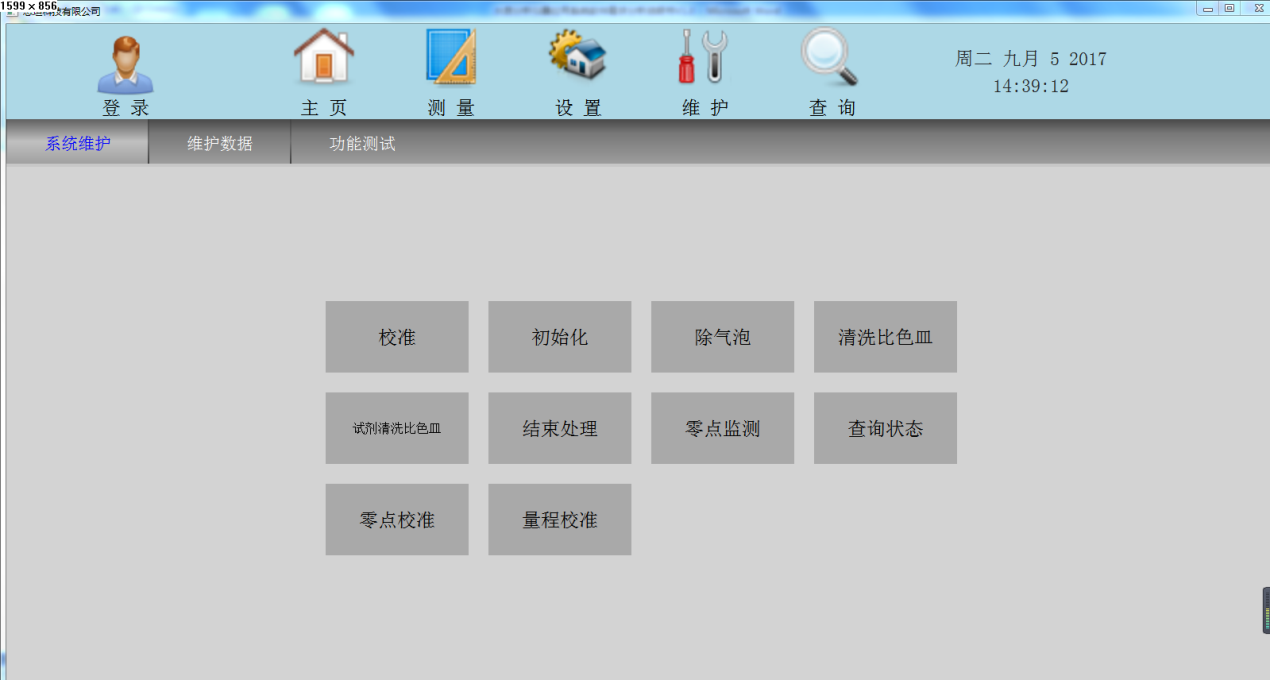 1599 x 856
技有限公司
登 录
主 页
测 量
设 置
维 护
查 询
周二 九月 5 2017
14:39:12
系统维护
维护数据
功能测试
校准
初始化
除气泡
清洗比色皿
试剂清洗比色皿
结束处理
零点监测
查询状态
零点校准
量程校准